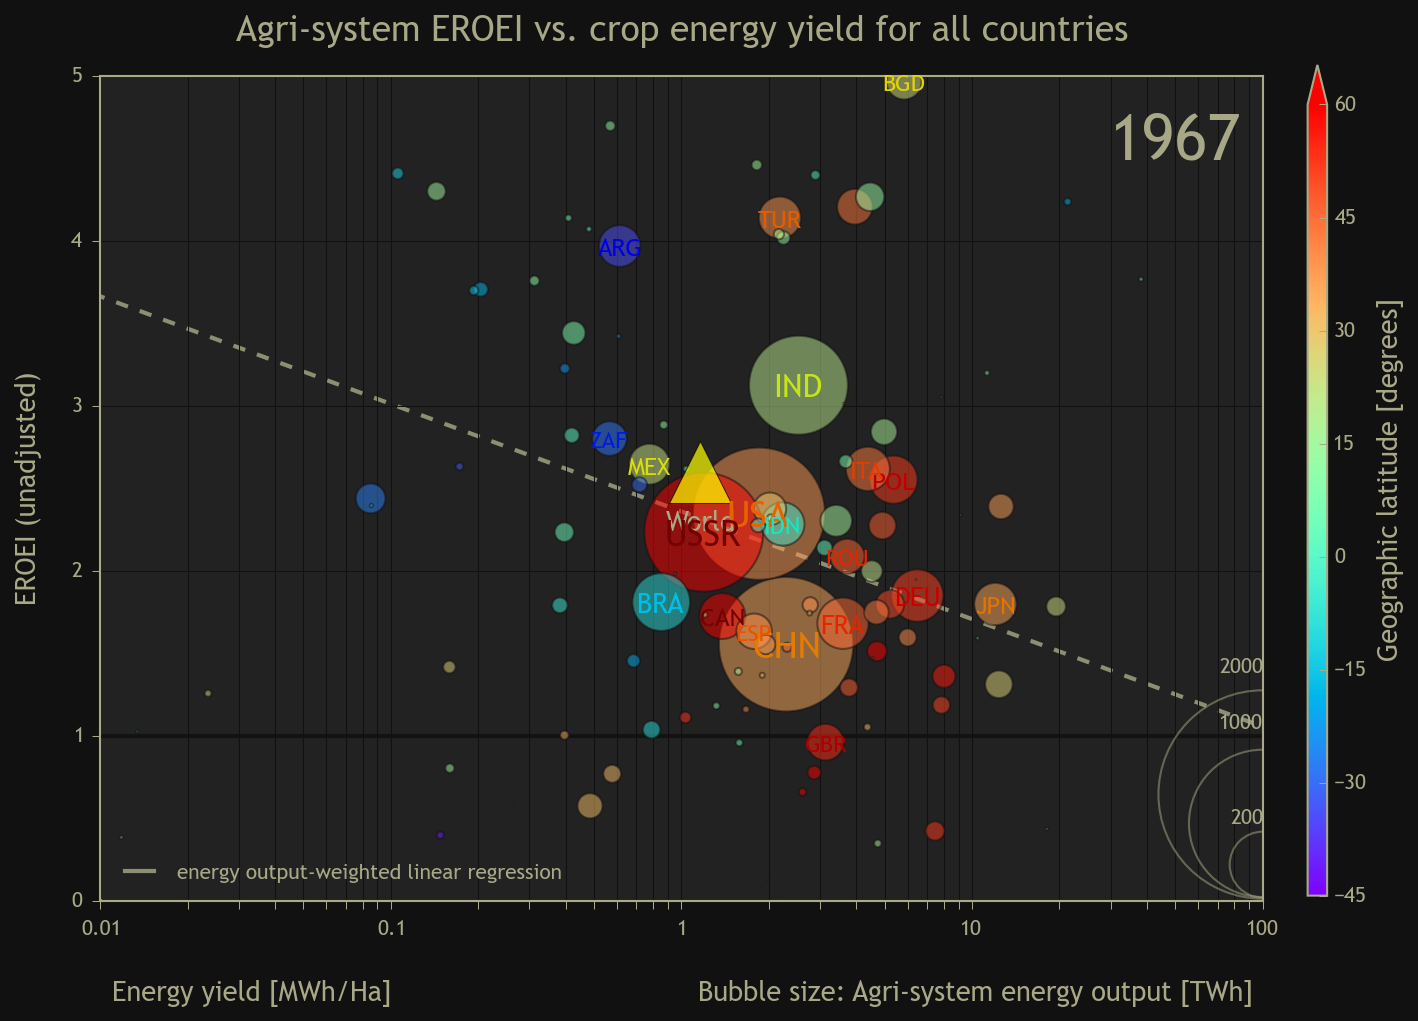 Agri-system EROEI vs. crop energy yield for all countries
1967
5
4
3
2
1
0
EROEI (unadjusted)
BGD
TUR
ARG
IND
ZAF
MEX
ITA
POL
USA
World
IDN
USSR
ROU
BRA
DEU
JPN
CAN
FRA
ESP
CHN
GBR
2000
1000
200
energy output-weighted linear regression
0.01
0.1
1
10
100
Energy yield [MWh/Ha]
Bubble size: Agri-system energy output [TWh]
60
45
30
15
0
−15
−30
−45
Geographic latitude [degrees]